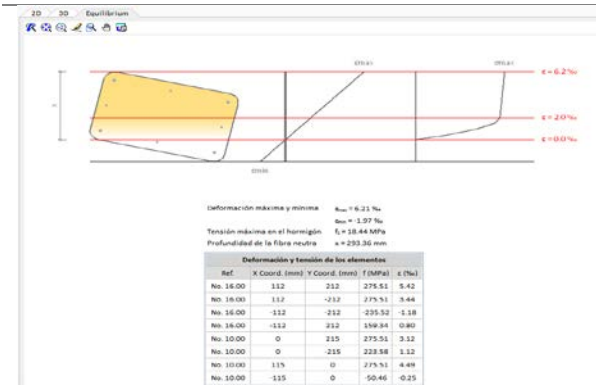 2D 3D Equilibrium
ε = 6.2 ‰
ε = 2.0 ‰
ε = 0.0 ‰
Deformación máxima y mínima
= 6.21 ‰
= -1.97 ‰
Tensión máxima en el hormigón = 18.44 MPa
Profundidad de la fibra neutra = 293.36 mm
Deformación y tensión de los elementos
Ref. X Coord. (mm) Y Coord. (mm) f (MPa) ε (‰)
No. 16.00 112 212 275.51 5.42
No. 16.00 112 -212 275.51 3.44
No. 16.00 -112 -212 -235.52 -1.18
No. 16.00 -112 212 159.34 0.80
No. 10.00 0 215 275.51 3.12
No. 10.00 0 -215 223.58 1.12
No. 10.00 115 0 275.51 4.49
No. 10.00 -115 0 -50.46 -0.25